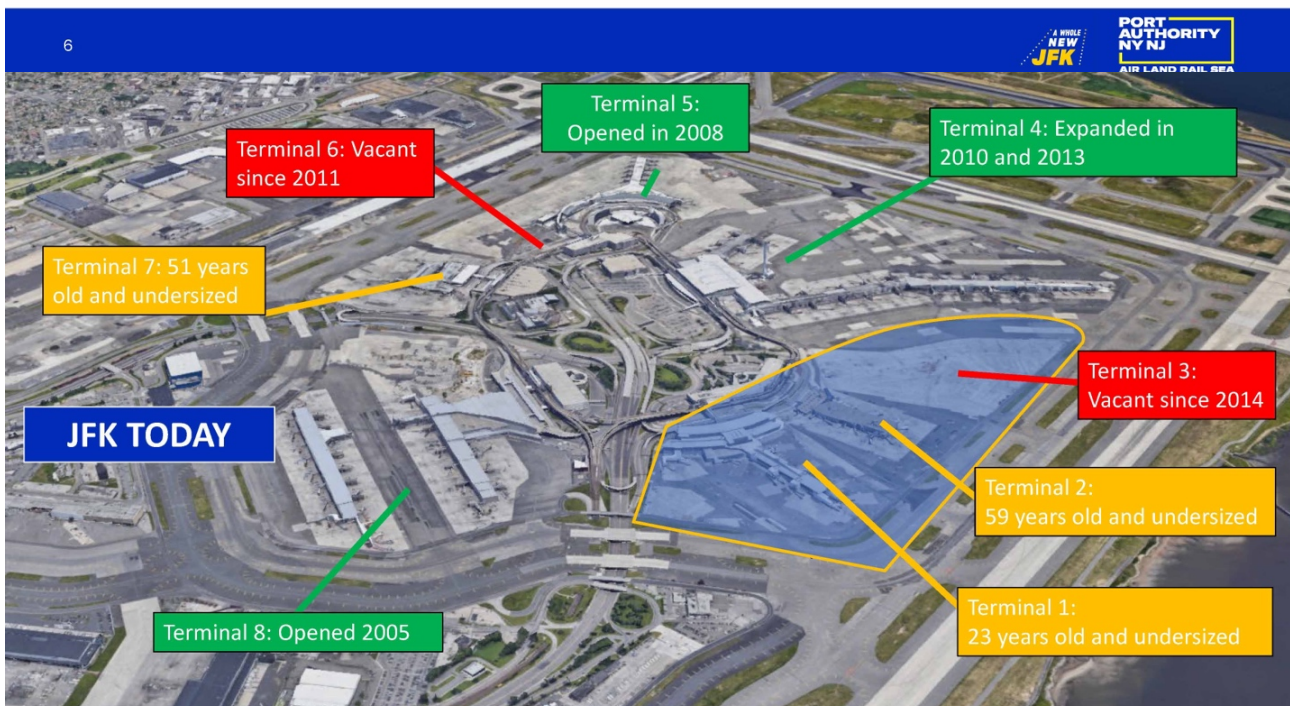 6
A WHOLE
NEW
JFK
PORT
AUTHORITY
NY NJ
AIR LAND RAIL SEA
Terminal 5:
Opened in 2008
Terminal 4: Expanded in
2010 and 2013
Terminal 6: Vacant
since 2011
Terminal 7: 51 years
old and undersized
Terminal 3:
Vacant since 2014
JFK TODAY
Terminal 2:
59 years old and undersized
Terminal 1:
23 years old and undersized
Terminal 8: Opened 2005